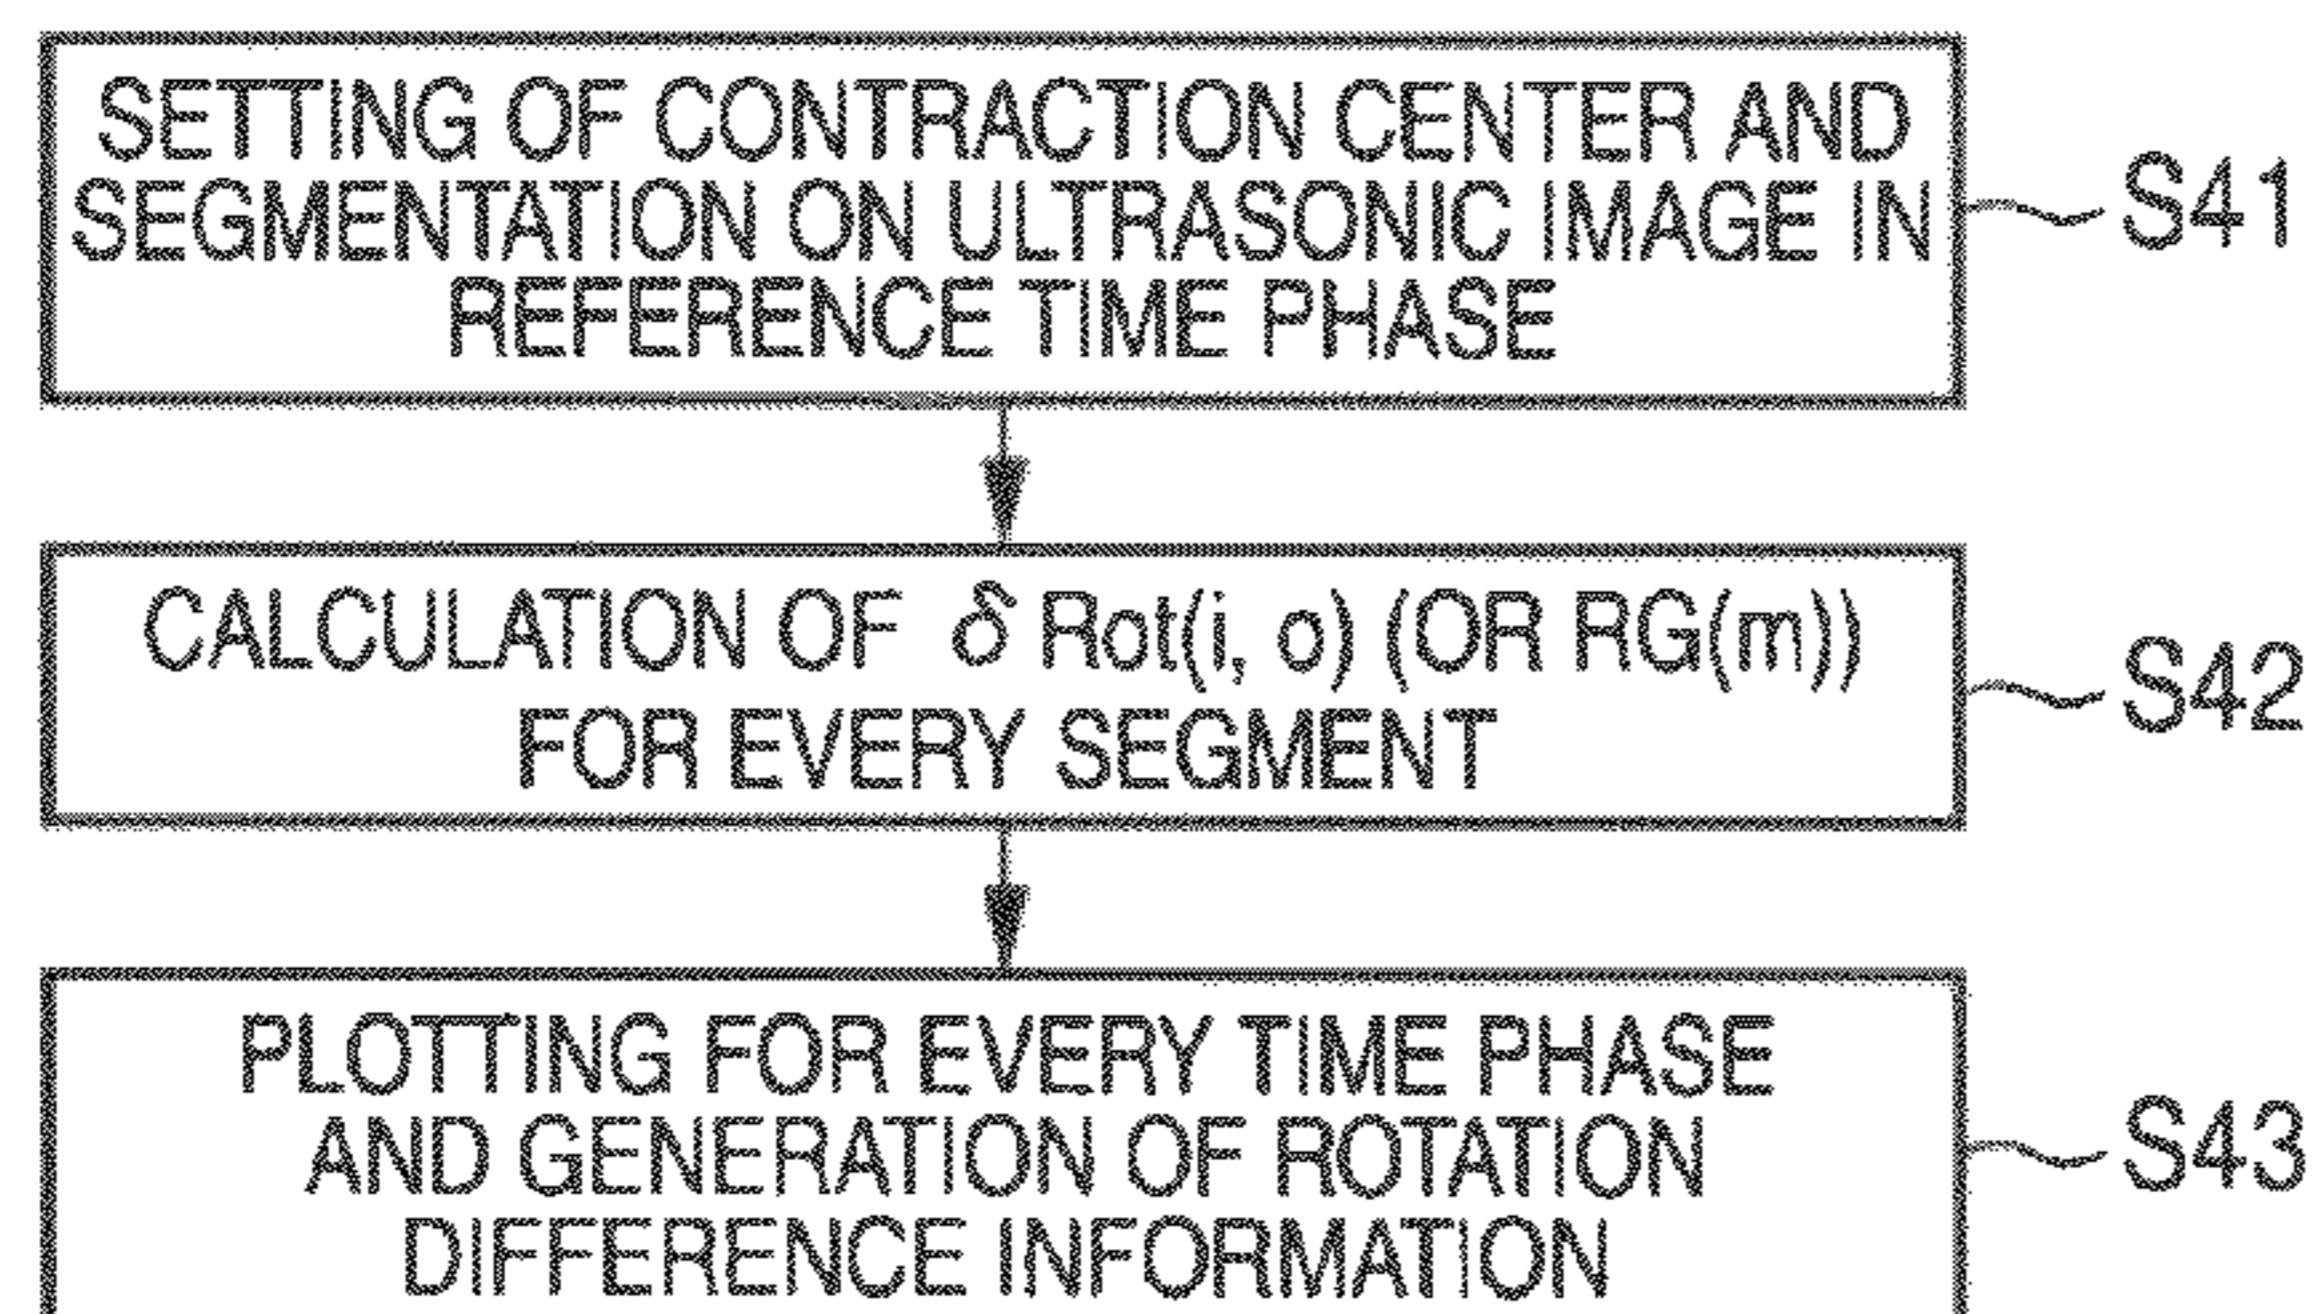 SETTING OF CONTRACTION CENTER AND
SEGMENTATION ON ULTRASONIC IMAGE IN
REFERENCE TIME PHASE
S41
CALCULATION OF δ Rot(i, o) (OR RG(m))
FOR EVERY SEGMENT
S42
PLOTTING FOR EVERY TIME PHASE
AND GENERATION OF ROTATION
DIFFERENCE INFORMATION
S43